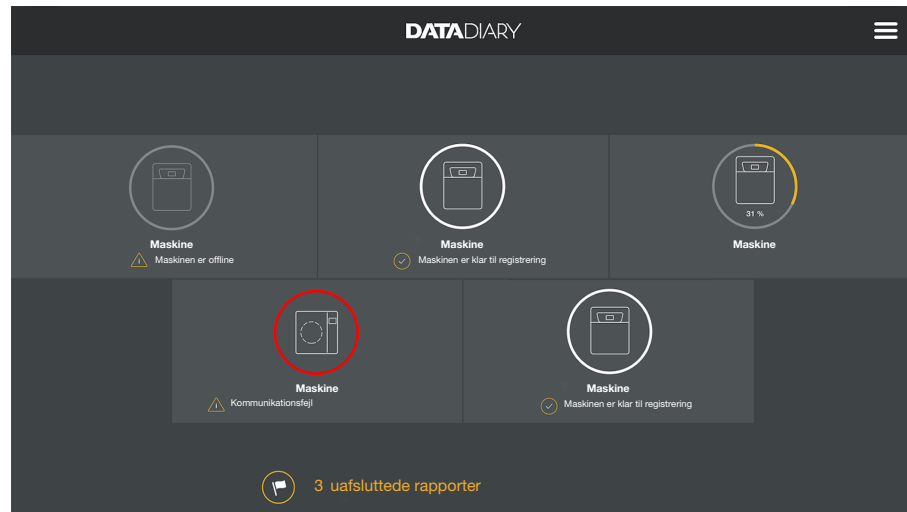 DATADIARY
31 %
Maskine
Maskinen er offline
Maskine
Maskinen er klar til registrering
Maskine
Maskine
Kommunikationsfejl
Maskine
Maskinen er klar til registrering
3 uafsluttede rapporter